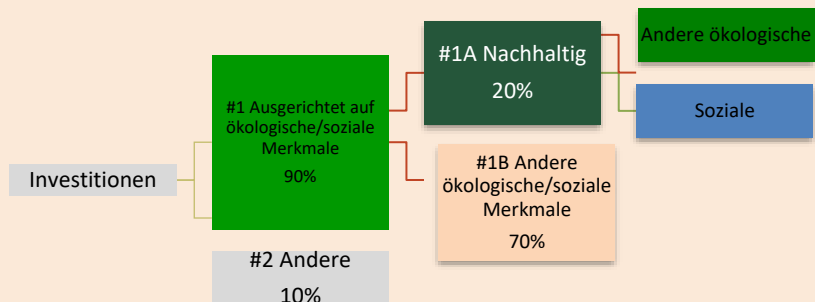 Investitionen
#1 Ausgerichtet auf
ökologische/soziale
Merkmale
90%
#2 Andere
10%
#1A Nachhaltig
20%
#1B Andere
ökologische/soziale
Merkmale
70%
Andere ökologische
Soziale